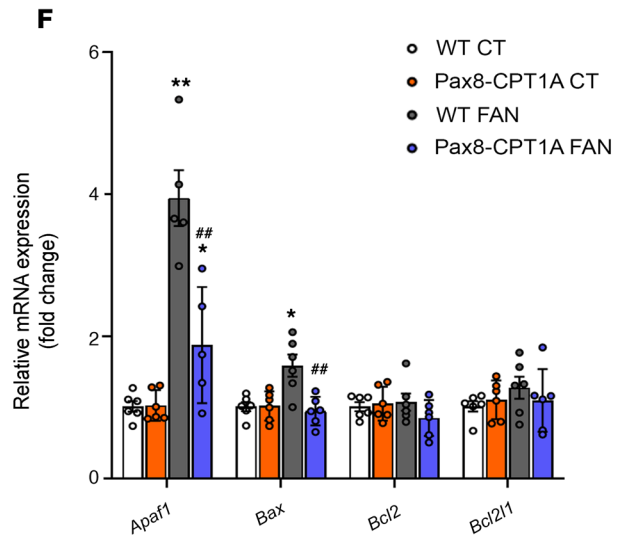 F
WT CT
Pax8-CPT1A CT
WT FAN
Pax8-CPT1A FAN
Relative mRNA expression
(fold change)
6
4
2
0
**
##
*
*
##
Apaf1
Bax
Bcl2
Bcl2l1